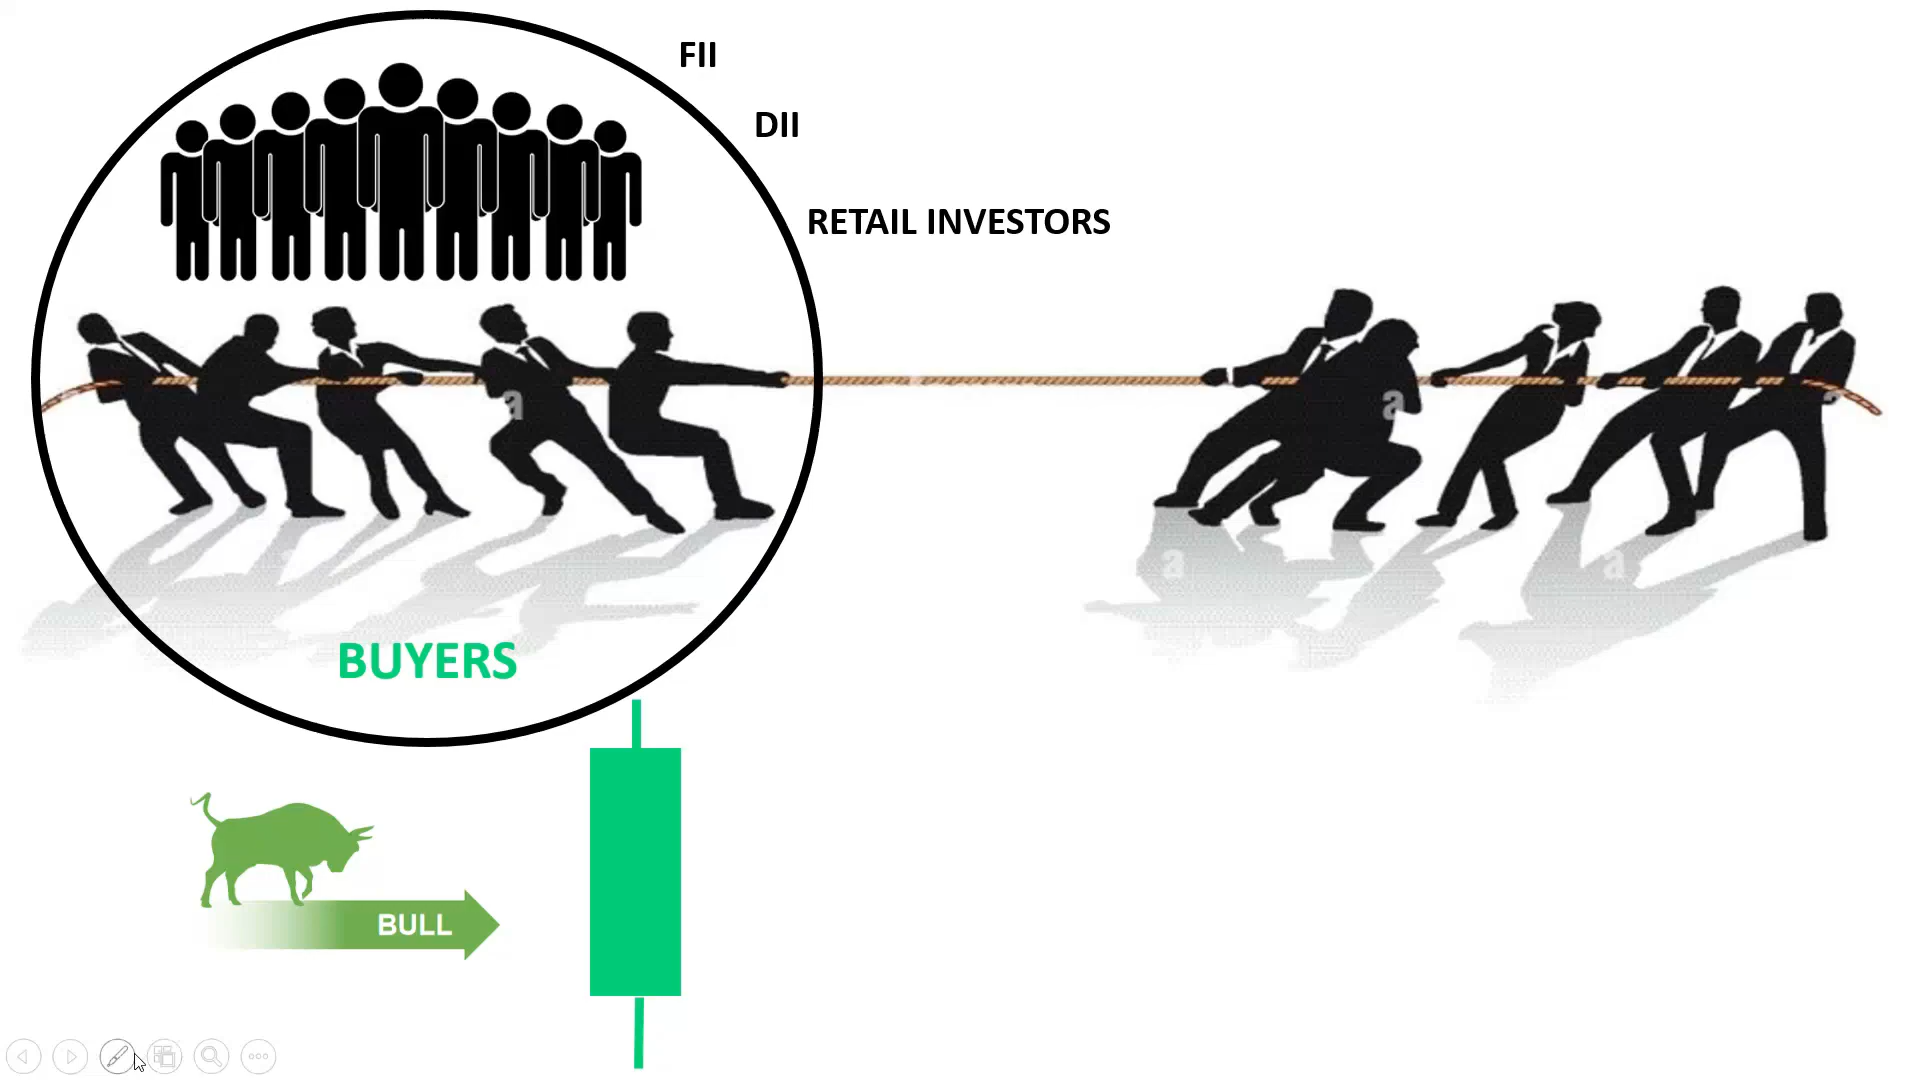 FII
DII
RETAIL INVESTORS
a
a
a
a
a
BUYERS
BULL